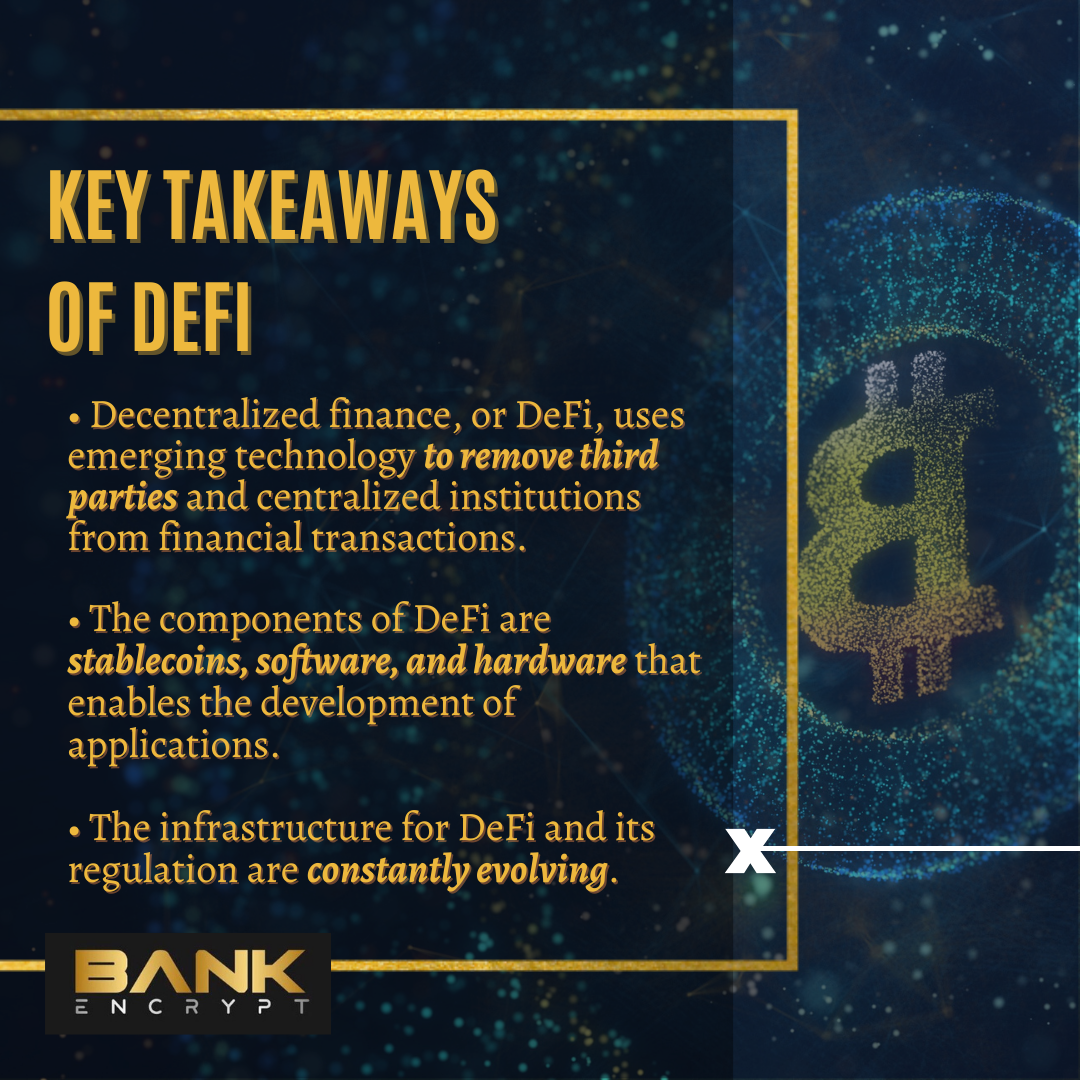 KEY TAKEAWAYS
OF DEFI
• Decentralized finance, or DeFi, uses
emerging technology to remove third
parties and centralized institutions
from financial transactions.
• The components of DeFi are
stablecoins, software, and hardware that
enables the development of
applications.
• The infrastructure for DeFi and its
regulation are constantly evolving.
BANK
ENCRYPT